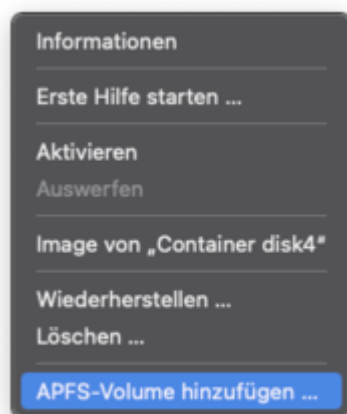 Informationen
Erste Hilfe starten ...
Aktivieren
Auswerfen
Image von „Container disk4“
Wiederherstellen ...
Löschen ...
APFS-Volume hinzufügen ...